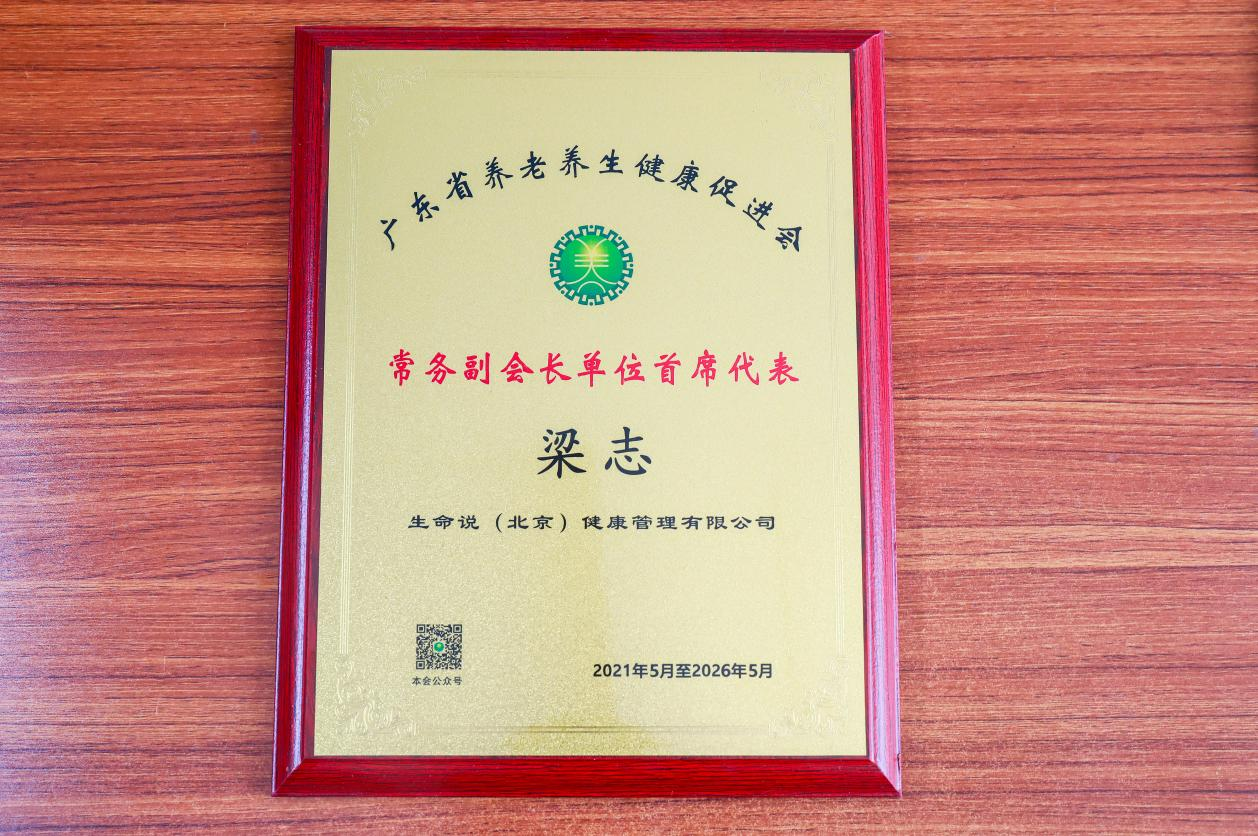 广东省养老养生健康促进会
常务副会长单位首席代表
梁志
生命说（北京）健康管理有限公司
本会公众号
2021年5月至2026年5月